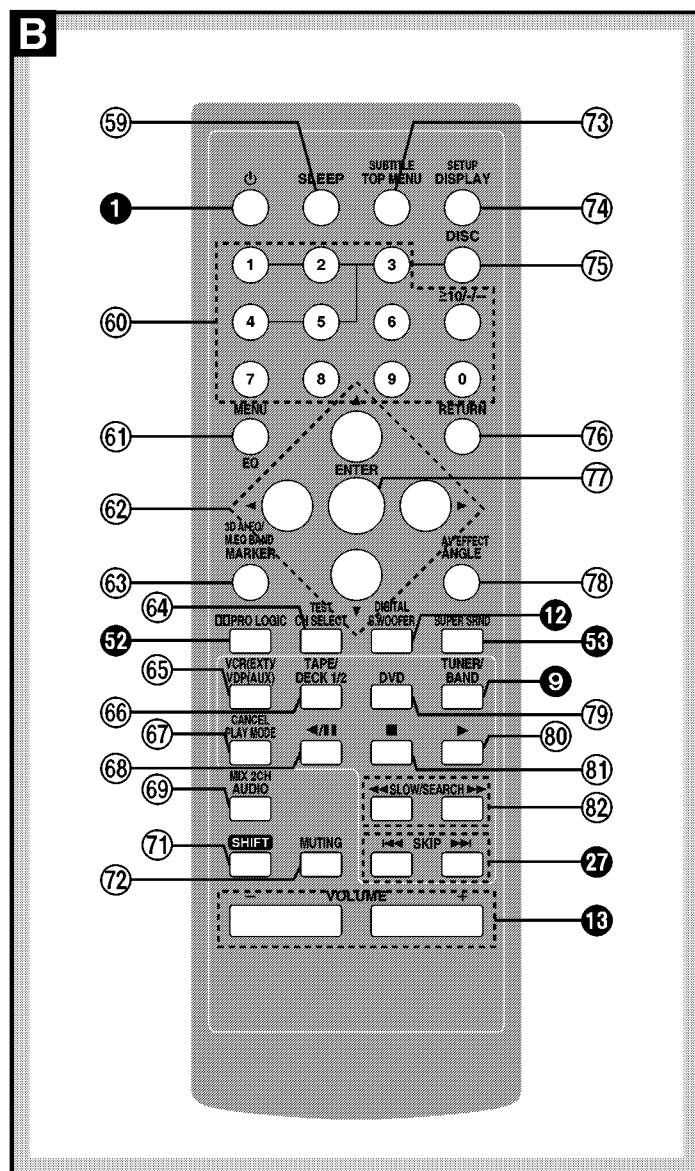 B
59
73
SUBTITLE
SETUP
⏻
SLEEP
TOP MENU
DISPLAY
1
74
DISC
1
2
3
75
≥10/-/--
60
4
5
6
7
8
9
0
MENU
▲
RETURN
61
76
EQ
ENTER
77
62
◀
▶
3D AI EQ/
M.EQ BAND
MARKER
AV EFFECT
ANGLE
63
78
64
TEST
CH SELECT
▼
DIGITAL
S.WOOFER
12
52
▯▯PRO LOGIC
SUPER SRND
53
65
VCR(EXT)/
VDP(AUX)
TAPE/
DECK 1/2
DVD
TUNER/
BAND
9
66
79
67
CANCEL
PLAY MODE
◀/❙❙
■
▶
80
68
81
69
MIX 2CH
AUDIO
◀◀ SLOW/SEARCH ▶▶
82
71
SHIFT
MUTING
|◀◀ SKIP ▶▶|
27
72
− VOLUME +
13